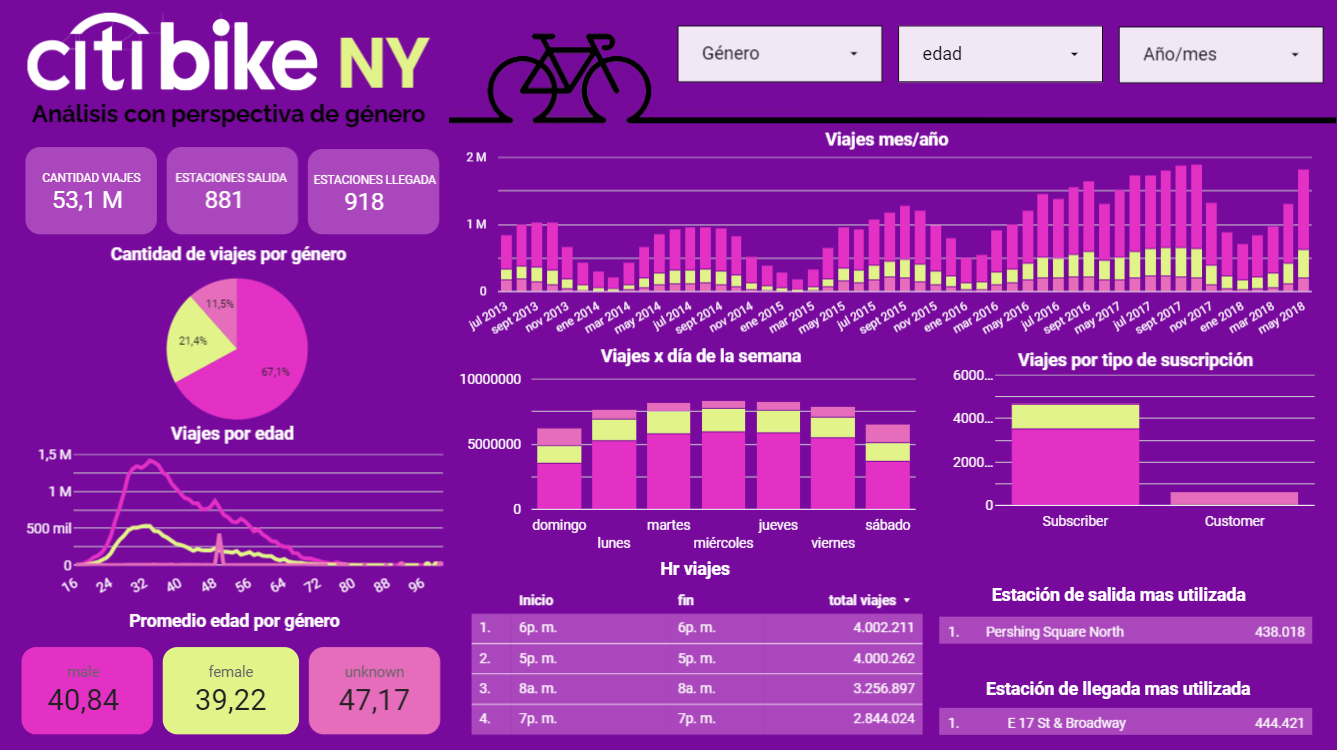 citi bike NY
Análisis con perspectiva de género
Género
edad
Año/mes
CANTIDAD VIAJES
53,1 M
ESTACIONES SALIDA
881
ESTACIONES LLEGADA
918
Cantidad de viajes por género
11,5%
21,4%
67,1%
Viajes por edad
1,5 M
1 M
500 mil
0
16 24 32 40 48 56 64 72 80 88 96
Promedio edad por género
male
40,84
female
39,22
unknown
47,17
Viajes mes/año
2 M
1 M
0
jul 2013 sept 2013 nov 2013 ene 2014 mar 2014 may 2014 jul 2014 sept 2014 nov 2014 ene 2015 mar 2015 may 2015 jul 2015 sept 2015 nov 2015 ene 2016 mar 2016 may 2016 jul 2016 sept 2016 ene 2017 mar 2017 may 2017 jul 2017 sept 2017 nov 2017 ene 2018 mar 2018 may 2018
Viajes x día de la semana
10000000
5000000
0
domingo lunes martes miércoles jueves viernes sábado
Viajes por tipo de suscripción
6000...
4000...
2000...
0
Subscriber Customer
Hr viajes
Inicio fin total viajes
1. 6p. m. 6p. m. 4.002.211
2. 5p. m. 5p. m. 4.000.262
3. 8a. m. 8a. m. 3.256.897
4. 7p. m. 7p. m. 2.844.024
Estación de salida mas utilizada
1. Pershing Square North 438.018
Estación de llegada mas utilizada
1. E 17 St & Broadway 444.421